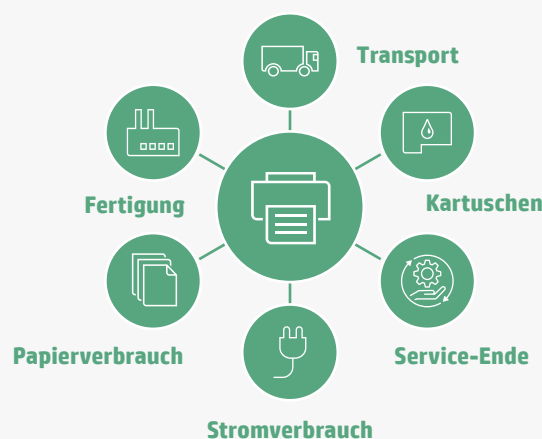 Transport
Fertigung
Kartuschen
Papierverbrauch
Service-Ende
Stromverbrauch